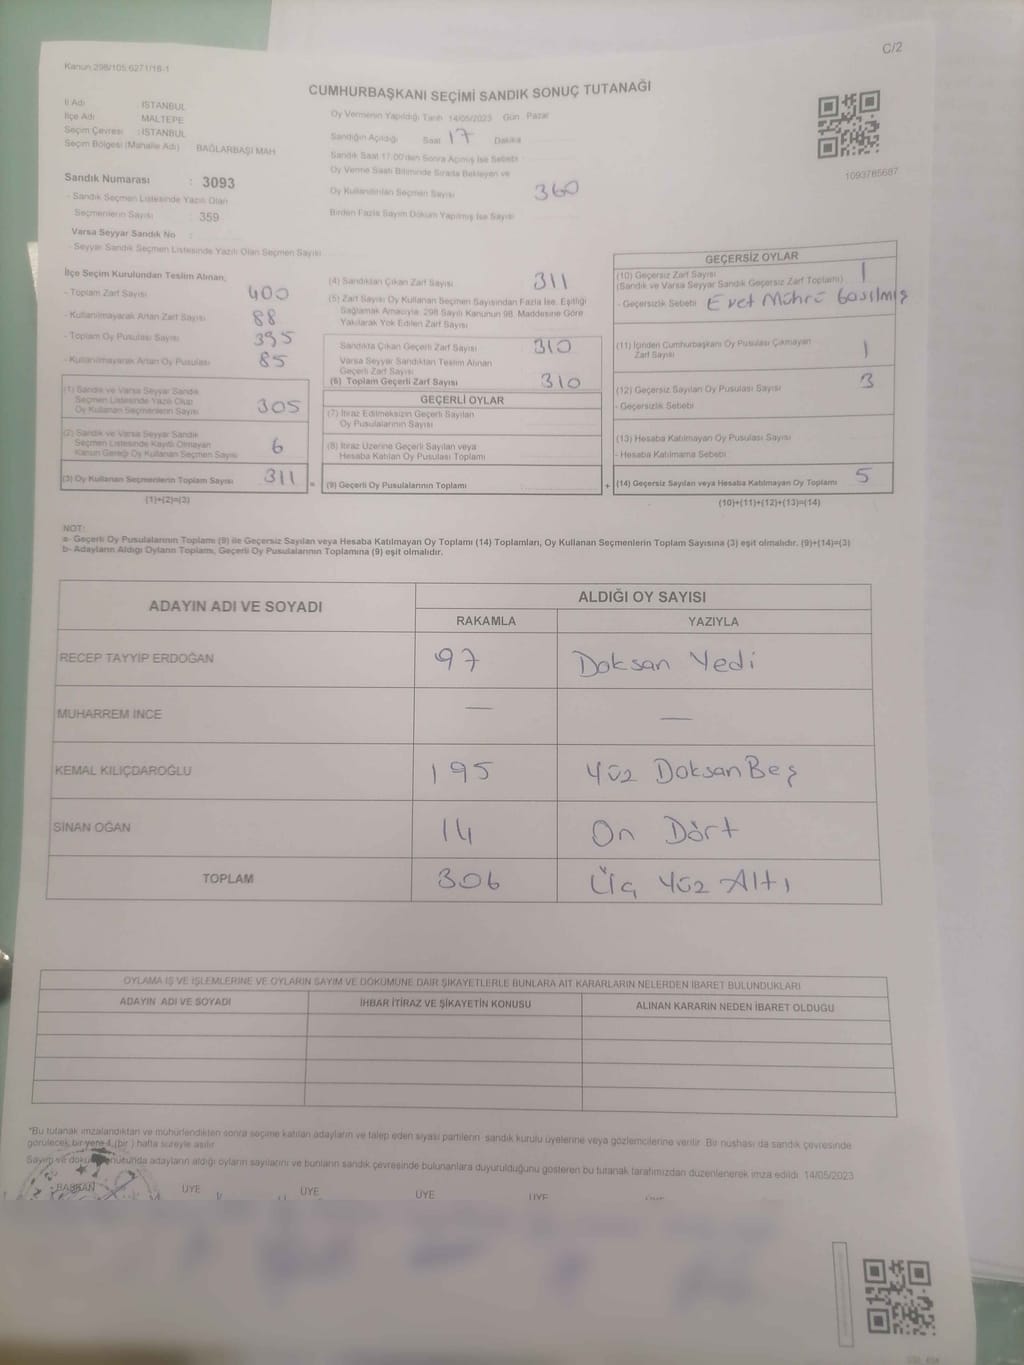 C/2
Kanun 298/105.6271/18-1
CUMHURBAŞKANI SEÇİMİ SANDIK SONUÇ TUTANAĞI
İl Adı İSTANBUL
İlçe Adı MALTEPE
Seçim Çevresi : İSTANBUL
Seçim Bölgesi (Mahalle Adı) BAĞLARBAŞI MAH
Oy Vermenin Yapıldığı Tarih 14/05/2023 Gün Pazar
Sandığın Açıldığı Saat 17 Dakika
Sandık Saat 17:00'den Sonra Açılmış İse Sebebi
Oy Verme Saati Bitiminde Sırada Bekleyen ve
Oy Kullandırılan Seçmen Sayısı 360
Birden Fazla Sayım Döküm Yapılmış İse Sayısı
1093765687
Sandık Numarası : 3093
- Sandık Seçmen Listesinde Yazılı Olan
Seçmenlerin Sayısı : 359
Varsa Seyyar Sandık No
- Seyyar Sandık Seçmen Listesinde Yazılı Olan Seçmen Sayısı
İlçe Seçim Kurulundan Teslim Alınan;
- Toplam Zarf Sayısı 400
- Kullanılmayarak Artan Zarf Sayısı 88
- Toplam Oy Pusulası Sayısı 395
- Kullanılmayarak Artan Oy Pusulası 85
(1) Sandık ve Varsa Seyyar Sandık
Seçmen Listesinde Yazılı Olup
Oy Kullanan Seçmenlerin Sayısı 305
(2) Sandık ve Varsa Seyyar Sandık
Seçmen Listesinde Kayıtlı Olmayan
Kanun Gereği Oy Kullanan Seçmen Sayısı 6
(3) Oy Kullanan Seçmenlerin Toplam Sayısı 311
(1)+(2)=(3)
(4) Sandıktan Çıkan Zarf Sayısı 311
(5) Zarf Sayısı Oy Kullanan Seçmen Sayısından Fazla İse, Eşitliği
Sağlamak Amacıyla, 298 Sayılı Kanunun 98. Maddesine Göre
Yakılarak Yok Edilen Zarf Sayısı
Sandıkta Çıkan Geçerli Zarf Sayısı 310
Varsa Seyyar Sandıktan Teslim Alınan
Geçerli Zarf Sayısı
(6) Toplam Geçerli Zarf Sayısı 310
GEÇERLİ OYLAR
(7) İtiraz Edilmeksizin Geçerli Sayılan
Oy Pusulalarının Sayısı
(8) İtiraz Üzerine Geçerli Sayılan veya
Hesaba Katılan Oy Pusulası Toplamı
= (9) Geçerli Oy Pusulalarının Toplamı
GEÇERSİZ OYLAR
(10) Geçersiz Zarf Sayısı 1
(Sandık ve Varsa Seyyar Sandık Geçersiz Zarf Toplamı)
- Geçersizlik Sebebi Evet Mührü basılmış
(11) İçinden Cumhurbaşkanı Oy Pusulası Çıkmayan
Zarf Sayısı 1
(12) Geçersiz Sayılan Oy Pusulası Sayısı 3
- Geçersizlik Sebebi
(13) Hesaba Katılmayan Oy Pusulası Sayısı
- Hesaba Katılmama Sebebi
+ (14) Geçersiz Sayılan veya Hesaba Katılmayan Oy Toplamı 5
(10)+(11)+(12)+(13)=(14)
NOT:
a- Geçerli Oy Pusulalarının Toplamı (9) ile Geçersiz Sayılan veya Hesaba Katılmayan Oy Toplamı (14) Toplamları, Oy Kullanan Seçmenlerin Toplam Sayısına (3) eşit olmalıdır. (9)+(14)=(3)
b- Adayların Aldığı Oyların Toplamı, Geçerli Oy Pusulalarının Toplamına (9) eşit olmalıdır.
ADAYIN ADI VE SOYADI ALDIĞI OY SAYISI
RAKAMLA YAZIYLA
RECEP TAYYİP ERDOĞAN 97 Doksan Yedi
MUHARREM İNCE — —
KEMAL KILIÇDAROĞLU 195 Yüz Doksan Beş
SİNAN OĞAN 14 On Dört
TOPLAM 306 Üç Yüz Altı
OYLAMA İŞ VE İŞLEMLERİNE VE OYLARIN SAYIM VE DÖKÜMÜNE DAİR ŞİKAYETLERLE BUNLARA AİT KARARLARIN NELERDEN İBARET BULUNDUKLARI
ADAYIN ADI VE SOYADI İHBAR İTİRAZ VE ŞİKAYETİN KONUSU ALINAN KARARIN NEDEN İBARET OLDUĞU
*Bu tutanak imzalandıktan ve mühürlendikten sonra seçime katılan adayların ve talep eden siyasi partilerin sandık kurulu üyelerine veya gözlemcilerine verilir. Bir nüshası da sandık çevresinde
görülecek bir yere 1 (bir ) hafta süreyle asılır.
Sayım ve sonunda adayların aldığı oyların sayılarını ve bunların sandık çevresinde bulunanlara duyurulduğunu gösteren bu tutanak tarafımızdan düzenlenerek imza edildi 14/05/2023
BAŞKAN ÜYE ÜYE ÜYE ÜYE